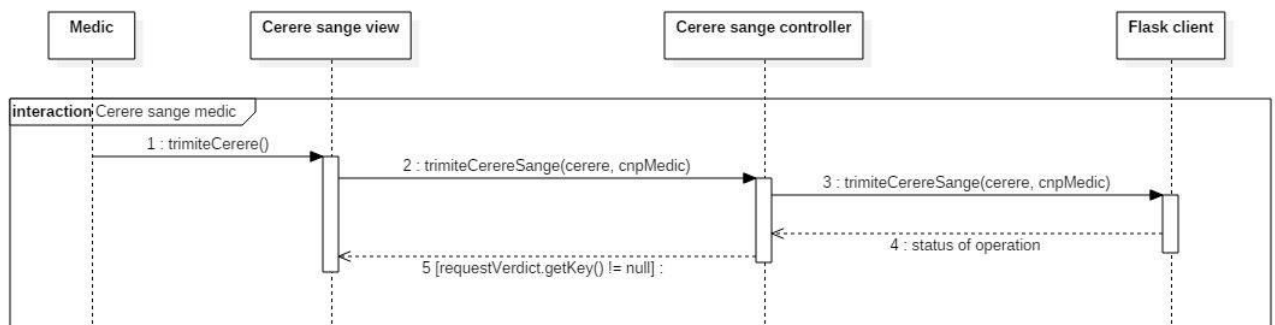 Medic
Cerere sange view
Cerere sange controller
Flask client
interaction Cerere sange medic
1 : trimiteCerere()
2 : trimiteCerereSange(cerere, cnpMedic)
3 : trimiteCerereSange(cerere, cnpMedic)
4 : status of operation
5 [requestVerdict.getKey() != null] :